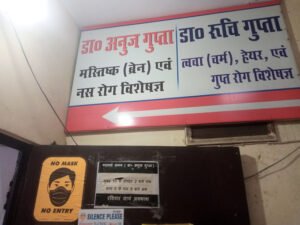 डा० अनुज गुप्ता
मस्तिष्क (ब्रेन) एवं
नस रोग विशेषज्ञ
डा० रूचि गुप्ता
त्वचा (चर्म), हेयर, एवं
गुप्त रोग विशेषज्ञ
NO MASK
NO ENTRY
SILENCE PLEASE